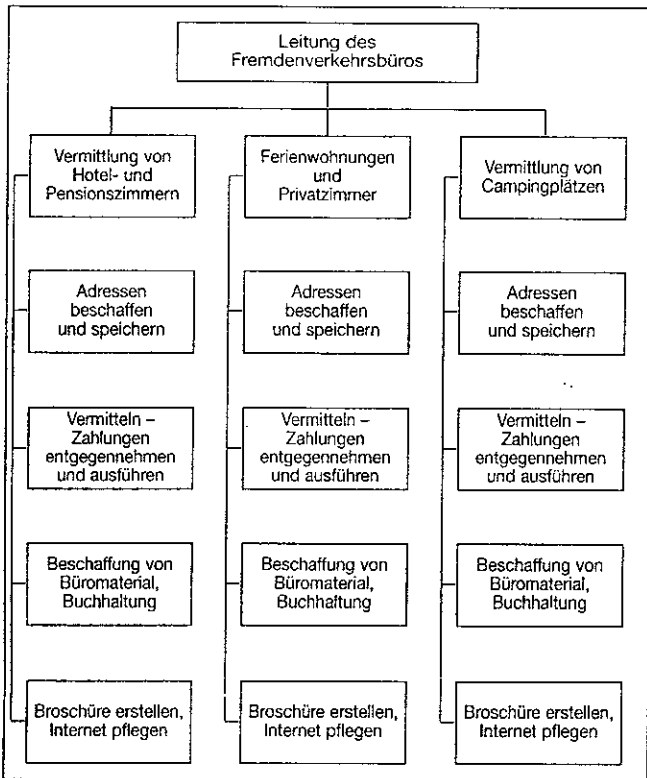 Leitung des
Fremdenverkehrsbüros
Vermittlung von
Hotel- und
Pensionszimmern
Ferienwohnungen
und
Privatzimmer
Vermittlung von
Campingplätzen
Adressen
beschaffen
und speichern
Adressen
beschaffen
und speichern
Adressen
beschaffen
und speichern
Vermitteln –
Zahlungen
entgegennehmen
und ausführen
Vermitteln –
Zahlungen
entgegennehmen
und ausführen
Vermitteln –
Zahlungen
entgegennehmen
und ausführen
Beschaffung von
Büromaterial,
Buchhaltung
Beschaffung von
Büromaterial,
Buchhaltung
Beschaffung von
Büromaterial,
Buchhaltung
Broschüre erstellen,
Internet pflegen
Broschüre erstellen,
Internet pflegen
Broschüre erstellen,
Internet pflegen